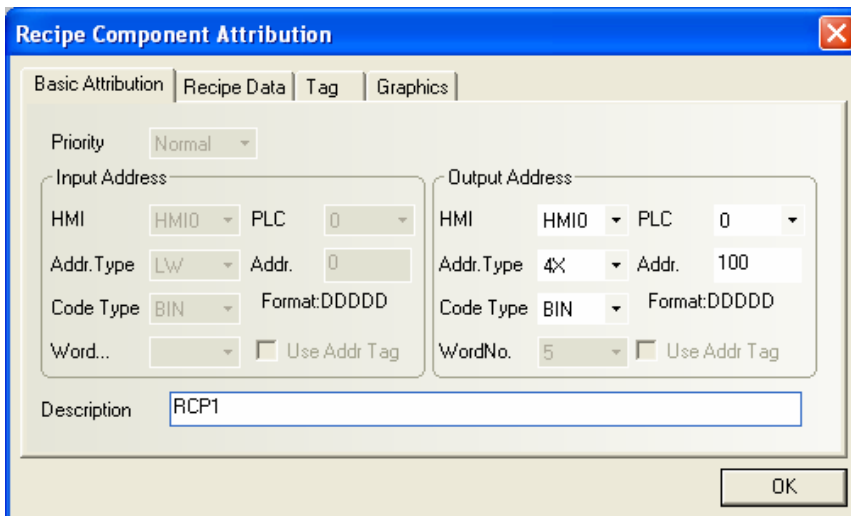 Recipe Component Attribution
Basic Attribution Recipe Data Tag Graphics
Priority Normal
Input Address
HMI HMI0 PLC 0
Addr.Type LW Addr. 0
Code Type BIN Format:DDDDD
Word... Use Addr Tag
Output Address
HMI HMI0 PLC 0
Addr.Type 4X Addr. 100
Code Type BIN Format:DDDDD
WordNo. 5 Use Addr Tag
Description RCP1
OK